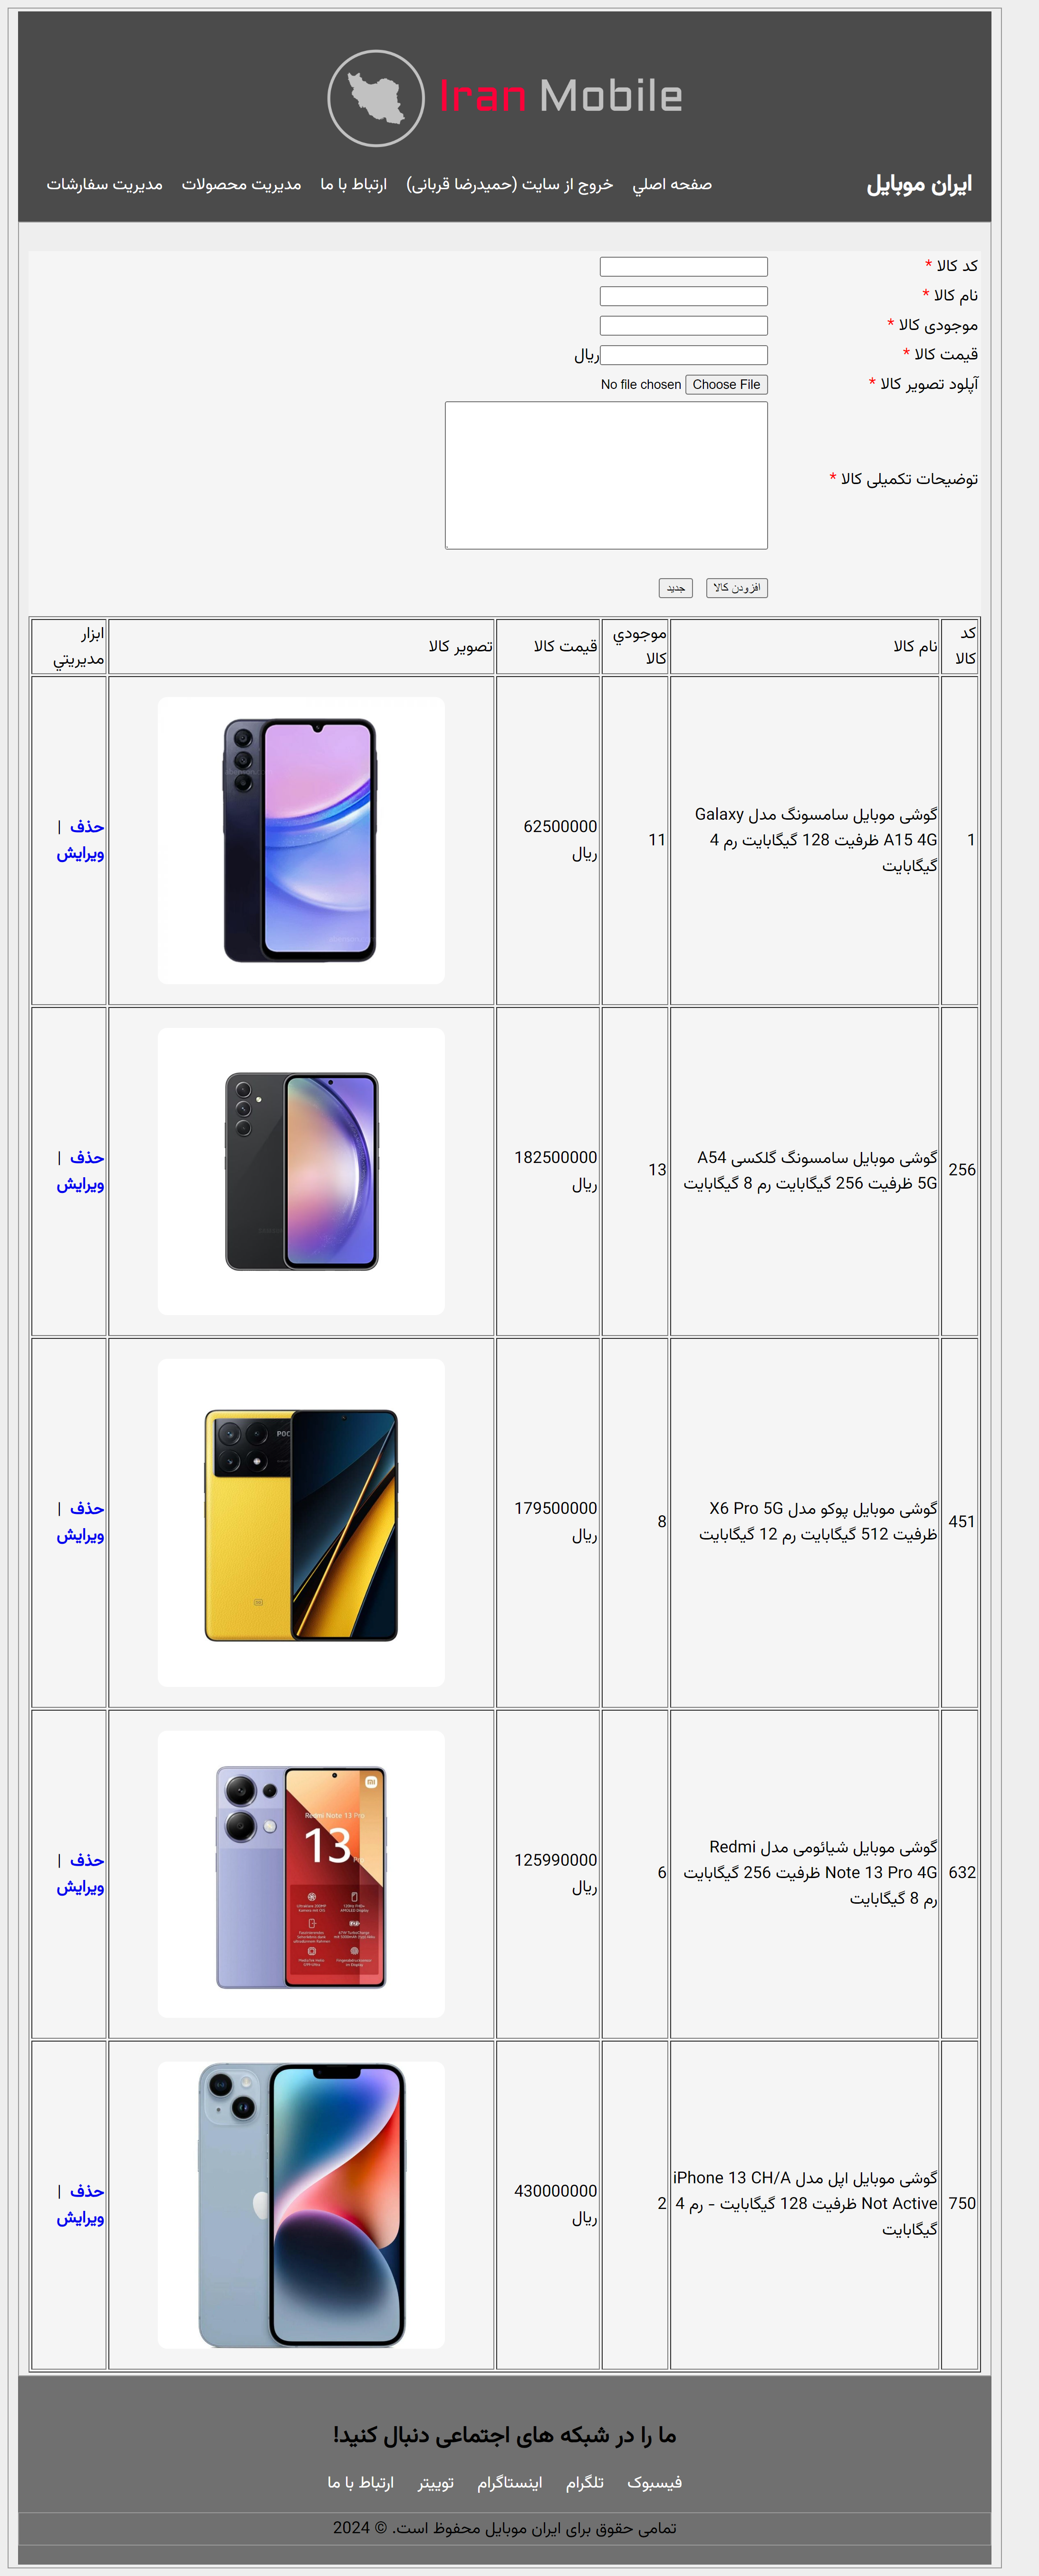 Iran Mobile
ایران موبایل
صفحه اصلي خروج از سایت (حمیدرضا قربانی) ارتباط با ما مدیریت محصولات مدیریت سفارشات
کد کالا *
نام کالا *
موجودی کالا *
قیمت کالا * ریال
آپلود تصویر کالا * Choose File No file chosen
توضیحات تکمیلی کالا *
افزودن کالا جدید
کد
کالا
نام کالا
موجودي
کالا
قیمت کالا
تصویر کالا
ابزار
مدیریتي
1
گوشی موبایل سامسونگ مدل Galaxy
A15 4G ظرفیت 128 گیگابایت رم 4
گیگابایت
11
62500000
ریال
حذف |
ویرایش
256
گوشی موبایل سامسونگ گلکسی A54
5G ظرفیت 256 گیگابایت رم 8 گیگابایت
13
182500000
ریال
حذف |
ویرایش
451
گوشی موبایل پوکو مدل X6 Pro 5G
ظرفیت 512 گیگابایت رم 12 گیگابایت
8
179500000
ریال
POC
حذف |
ویرایش
632
گوشی موبایل شیائومی مدل Redmi
Note 13 Pro 4G ظرفیت 256 گیگابایت
رم 8 گیگابایت
6
125990000
ریال
Redmi Note 13 Pro
13
حذف |
ویرایش
750
گوشی موبایل اپل مدل iPhone 13 CH/A
Not Active ظرفیت 128 گیگابایت - رم 4
گیگابایت
2
430000000
ریال
حذف |
ویرایش
ما را در شبکه های اجتماعی دنبال کنید!
فیسبوک تلگرام اینستاگرام توییتر ارتباط با ما
تمامی حقوق برای ایران موبایل محفوظ است. © 2024